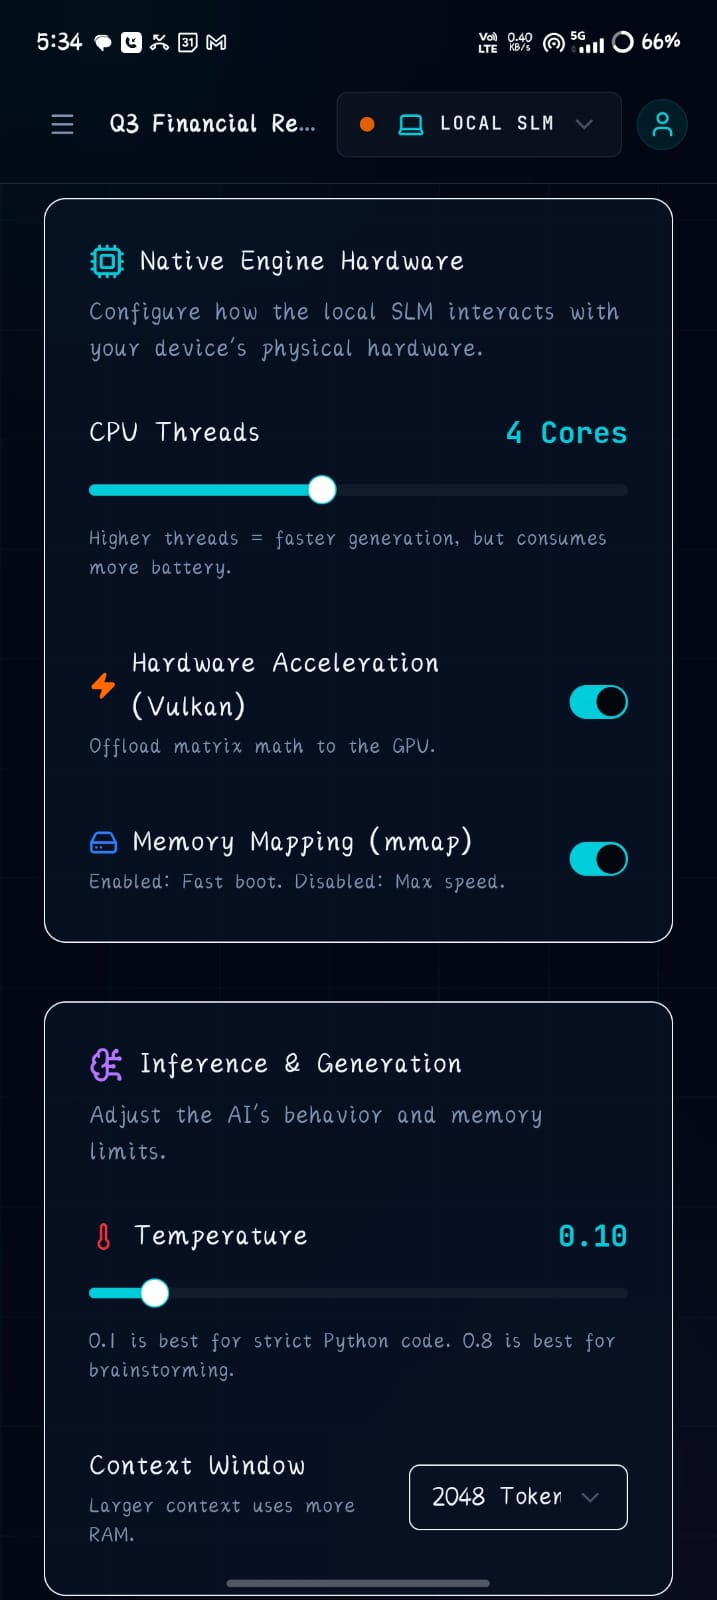 5:34
31
Vo)
LTE
0.40
KB/s
5G
66%
Q3 Financial Re...
LOCAL SLM
Native Engine Hardware
Configure how the local SLM interacts with
your device's physical hardware.
CPU Threads
4 Cores
Higher threads = faster generation, but consumes
more battery.
Hardware Acceleration
(Vulkan)
Offload matrix math to the GPU.
Memory Mapping (mmap)
Enabled: Fast boot. Disabled: Max speed.
Inference & Generation
Adjust the AI's behavior and memory
limits.
Temperature
0.10
0.1 is best for strict Python code. 0.8 is best for
brainstorming.
Context Window
2048 Token
Larger context uses more
RAM.